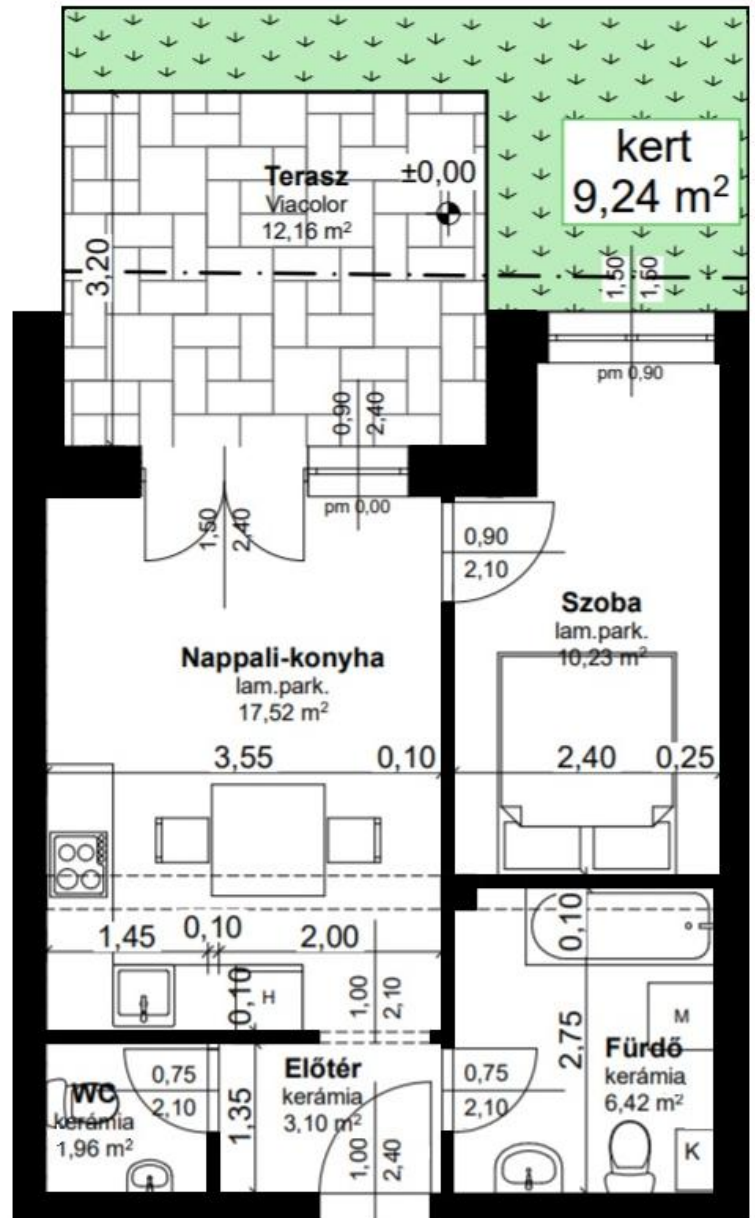 kert
9,24 m²
Terasz
Viacolor
12,16 m²
±0,00
3,20
1,50
1,50
pm 0,90
0,90
2,40
pm 0,00
1,50
2,40
0,90
2,10
Szoba
lam.park.
10,23 m²
Nappali-konyha
lam.park.
17,52 m²
3,55
0,10
2,40
0,25
1,45
0,10
2,00
0,10
0,10
H
1,00
2,10
2,75
M
Fürdő
kerámia
6,42 m²
K
0,75
2,10
WC
kerámia
1,96 m²
1,35
Előtér
kerámia
3,10 m²
1,00
2,40
0,75
2,10